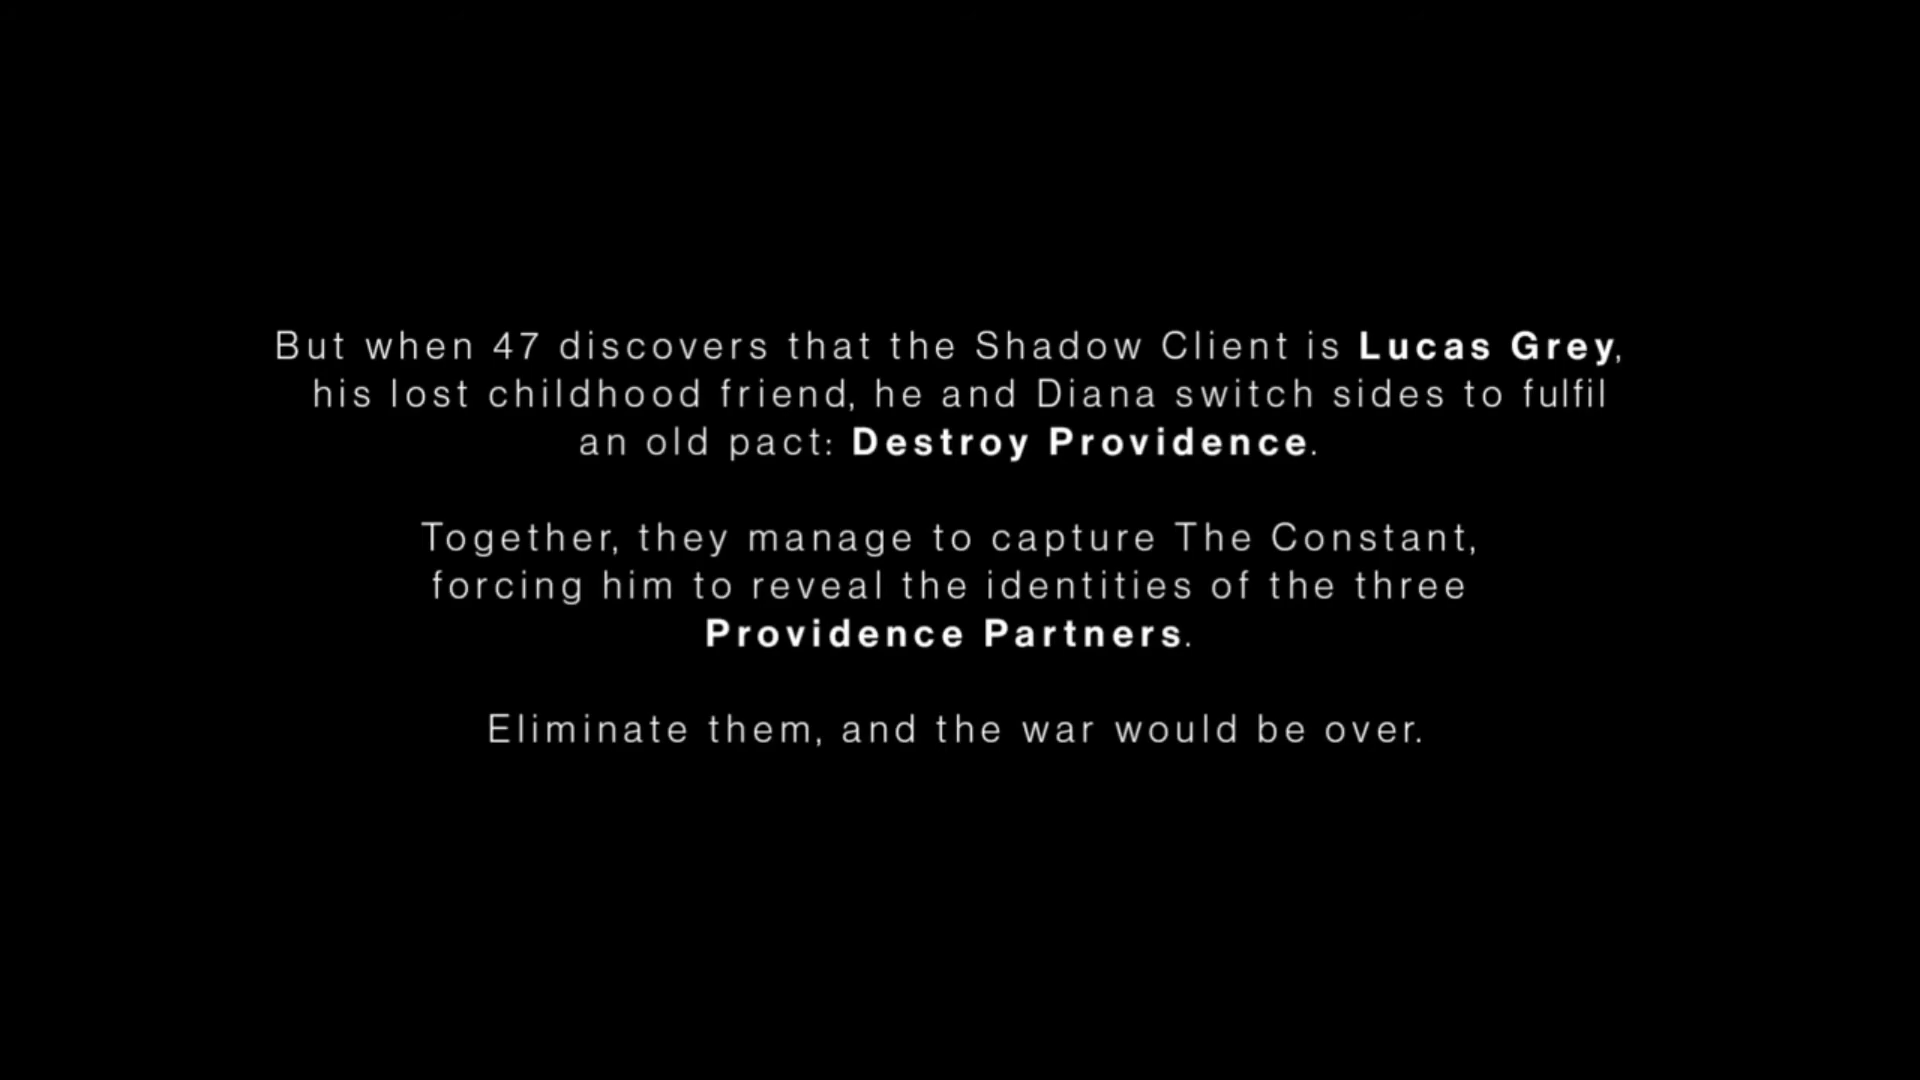 But when 47 discovers that the Shadow Client is Lucas Grey,
his lost childhood friend, he and Diana switch sides to fulfil
an old pact: Destroy Providence.
Together, they manage to capture The Constant,
forcing him to reveal the identities of the three
Providence Partners.
Eliminate them, and the war would be over.